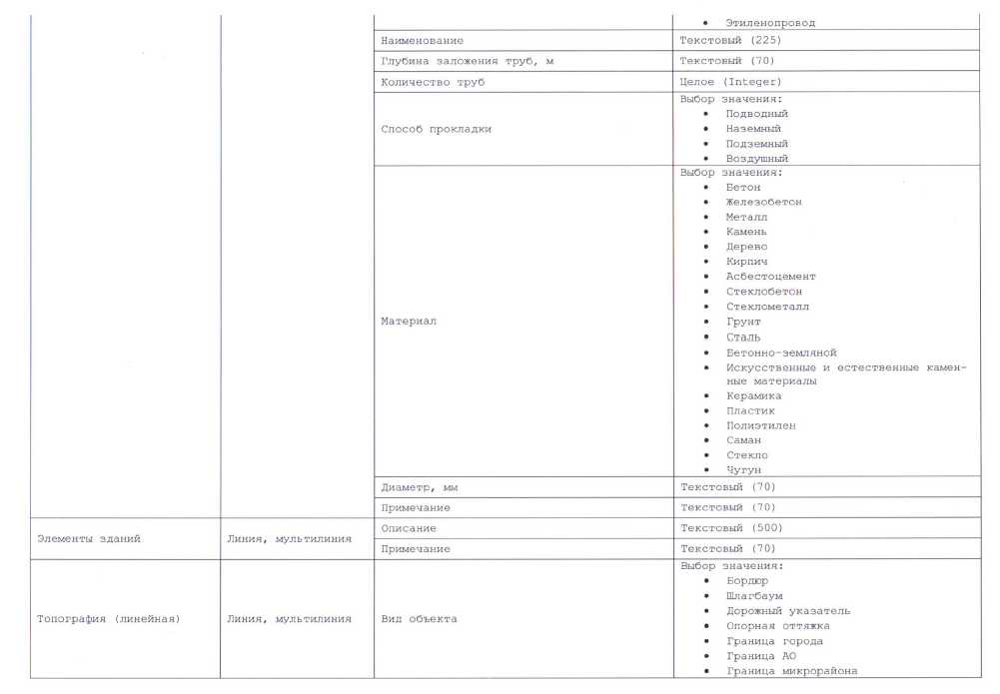 • Этиленопровод
Наименование Текстовый (225)
Глубина заложения труб, м Текстовый (70)
Количество труб Целое (Integer)
Способ прокладки
Выбор значения:
• Подводный
• Наземный
• Подземный
• Воздушный
Материал
Выбор значения:
• Бетон
• Железобетон
• Металл
• Камень
• Дерево
• Кирпич
• Асбестоцемент
• Стеклобетон
• Стеклометалл
• Грунт
• Сталь
• Бетонно-земляной
• Искусственные и естественные камен-
ные материалы
• Керамика
• Пластик
• Полиэтилен
• Саман
• Стекло
• Чугун
Диаметр, мм Текстовый (70)
Примечание Текстовый (70)
Элементы зданий Линия, мультилиния
Описание Текстовый (500)
Примечание Текстовый (70)
Топография (линейная) Линия, мультилиния Вид объекта
Выбор значения:
• Бордюр
• Шлагбаум
• Дорожный указатель
• Опорная оттяжка
• Граница города
• Граница АО
• Граница микрорайона